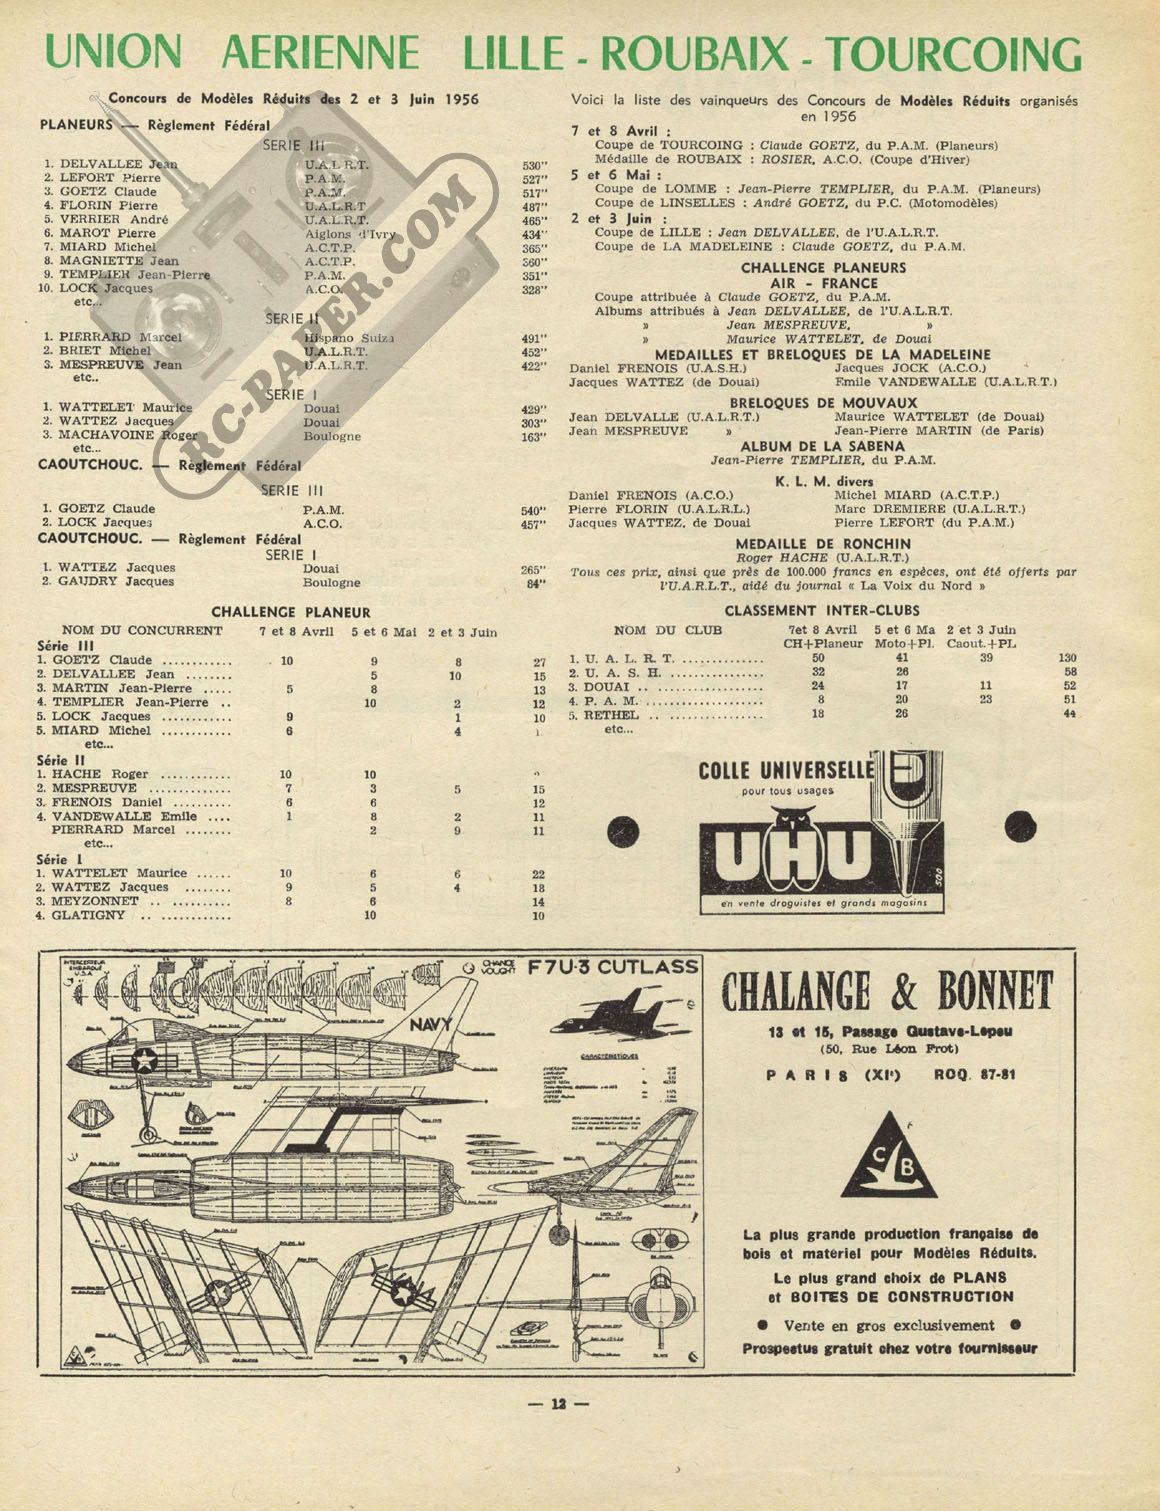 UNION AERIENNE LILLE - ROUBAIX - TOURCOING
Concours de Modèles Réduits des 2 et 3 Juin 1956
PLANEURS — Règlement Fédéral
SERIE III
1. DELVALLEE Jean U.A.L.R.T. 530"
2. LEFORT Pierre P.A.M. 527"
3. GOETZ Claude P.A.M. 517"
4. FLORIN Pierre U.A.L.R.T 487"
5. VERRIER André U.A.L.R.T. 465"
6. MAROT Pierre Aiglons d'Ivry 434"
7. MIARD Michel A.C.T.P. 365"
8. MAGNIETTE Jean A.C.T.P. 360"
9. TEMPLIER Jean-Pierre P.A.M. 351"
10. LOCK Jacques A.C.O. 328"
etc...
SERIE II
1. PIERRARD Marcel Hispano Suiza 491"
2. BRIET Michel U.A.L.R.T. 452"
3. MESPREUVE Jean U.A.L.R.T. 422"
etc..
SERIE I
1. WATTELET Maurice Douai 429"
2. WATTEZ Jacques Douai 303"
3. MACHAVOINE Roger Boulogne 163"
etc...
CAOUTCHOUC. — Règlement Fédéral
SERIE III
1. GOETZ Claude P.A.M. 540"
2. LOCK Jacques A.C.O. 457"
CAOUTCHOUC. — Règlement Fédéral
SERIE I
1. WATTEZ Jacques Douai 265"
2. GAUDRY Jacques Boulogne 84"
RC-PAPER.COM
CHALLENGE PLANEUR
NOM DU CONCURRENT 7 et 8 Avril 5 et 6 Mai 2 et 3 Juin
Série III
1. GOETZ Claude ............ 10 9 8 27
2. DELVALLEE Jean ........ 5 10 15
3. MARTIN Jean-Pierre ..... 5 8 13
4. TEMPLIER Jean-Pierre .. 10 2 12
5. LOCK Jacques ............ 9 1 10
5. MIARD Michel ............ 6 4
etc...
Série II
1. HACHE Roger ............ 10 10
2. MESPREUVE ............ 7 3 5 15
3. FRENOIS Daniel .......... 6 6 12
4. VANDEWALLE Emile .... 1 8 2 11
PIERRARD Marcel ........ 2 9 11
etc...
Série I
1. WATTELET Maurice ...... 10 6 6 22
2. WATTEZ Jacques ........ 9 5 4 18
3. MEYZONNET .. .......... 8 6 14
4. GLATIGNY .. ............ 10 10
Voici la liste des vainqueurs des Concours de Modèles Réduits organisés
en 1956
7 et 8 Avril :
Coupe de TOURCOING : Claude GOETZ, du P.A.M. (Planeurs)
Médaille de ROUBAIX : ROSIER, A.C.O. (Coupe d'Hiver)
5 et 6 Mai :
Coupe de LOMME : Jean-Pierre TEMPLIER, du P.A.M. (Planeurs)
Coupe de LINSELLES : André GOETZ, du P.C. (Motomodèles)
2 et 3 Juin :
Coupe de LILLE : Jean DELVALLEE, de l'U.A.L.R.T.
Coupe de LA MADELEINE : Claude GOETZ, du P.A.M.
CHALLENGE PLANEURS
AIR - FRANCE
Coupe attribuée à Claude GOETZ, du P.A.M.
Albums attribués à Jean DELVALLEE, de l'U.A.L.R.T.
» Jean MESPREUVE, »
» Maurice WATTELET, de Douai
MEDAILLES ET BRELOQUES DE LA MADELEINE
Daniel FRENOIS (U.A.S.H.) Jacques JOCK (A.C.O.)
Jacques WATTEZ (de Douai) Emile VANDEWALLE (U.A.L.R.T.)
BRELOQUES DE MOUVAUX
Jean DELVALLE (U.A.L.R.T.) Maurice WATTELET (de Douai)
Jean MESPREUVE » Jean-Pierre MARTIN (de Paris)
ALBUM DE LA SABENA
Jean-Pierre TEMPLIER, du P.A.M.
K. L. M. divers
Daniel FRENOIS (A.C.O.) Michel MIARD (A.C.T.P.)
Pierre FLORIN (U.A.L.R.L.) Marc DREMIERE (U.A.L.R.T.)
Jacques WATTEZ, de Douai Pierre LEFORT (du P.A.M.)
MEDAILLE DE RONCHIN
Roger HACHE (U.A.L.R.T.)
Tous ces prix, ainsi que près de 100.000 francs en espèces, ont été offerts par
l'U.A.R.L.T., aidé du journal « La Voix du Nord »
CLASSEMENT INTER-CLUBS
NOM DU CLUB 7et 8 Avril 5 et 6 Ma 2 et 3 Juin
CH+Planeur Moto+Pl. Caout.+PL
1. U. A. L. R. T. .............. 50 41 39 130
2. U. A. S. H. ................ 32 26 58
3. DOUAI .. ................ 24 17 11 52
4. P. A. M. .................... 8 20 23 51
5. RETHEL .. ................ 18 26 44
etc...
COLLE UNIVERSELLE
pour tous usages
UHU
en vente droguistes et grands magasins
INTERCEPTEUR
EMBARQUÉ
U.S.A
CHANCE
VOUGHT
F7U-3 CUTLASS
NAVY
CARACTÉRISTIQUES
CHALANGE & BONNET
13 et 15, Passage Gustave-Lepeu
(50, Rue Léon Frot)
PARIS (XIe) ROQ. 87-81
C B
La plus grande production française de
bois et matériel pour Modèles Réduits.
Le plus grand choix de PLANS
et BOITES DE CONSTRUCTION
● Vente en gros exclusivement ●
Prospectus gratuit chez votre fournisseur
— 12 —